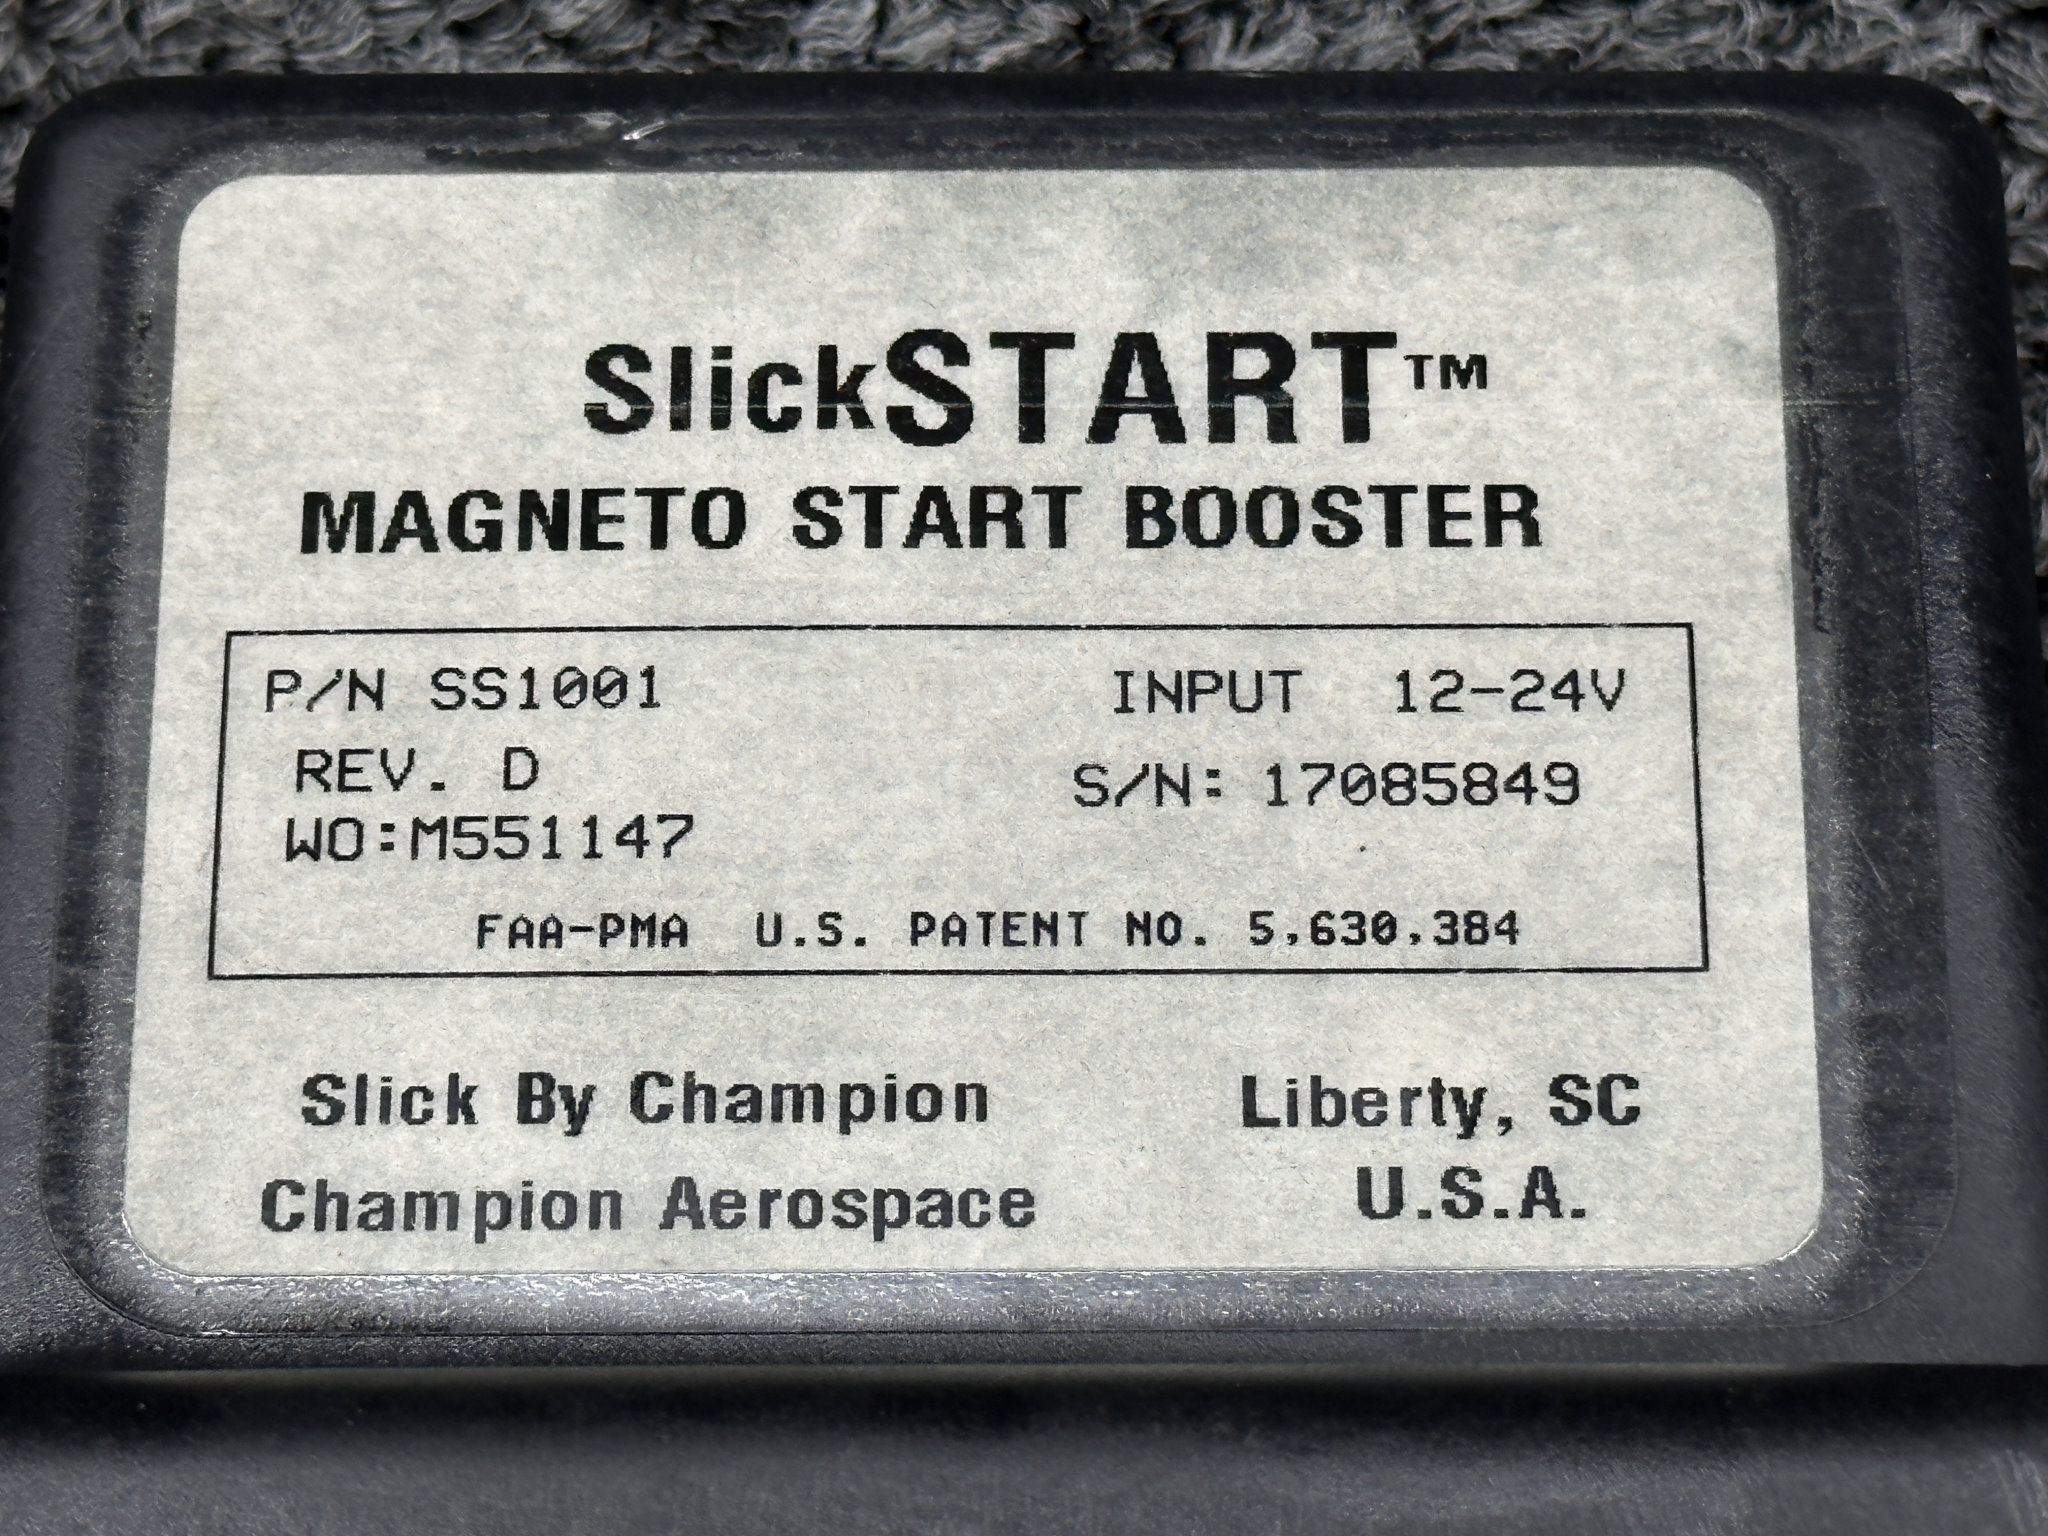 SlickSTART™
MAGNETO START BOOSTER
P/N SS1001 INPUT 12-24V
REV. D S/N: 17085849
WO:M551147
FAA-PMA U.S. PATENT NO. 5,630,384
Slick By Champion Liberty, SC
Champion Aerospace U.S.A.